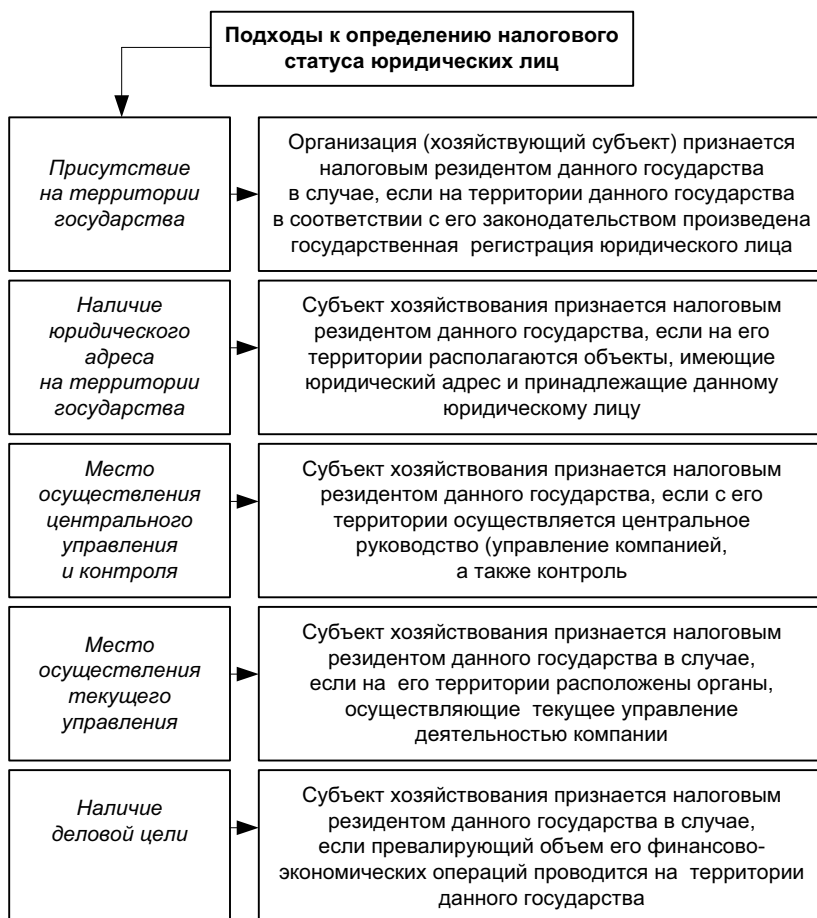 Подходы к определению налогового
статуса юридических лиц
Присутствие
на территории
государства
Организация (хозяйствующий субъект) признается
налоговым резидентом данного государства
в случае, если на территории данного государства
в соответствии с его законодательством произведена
государственная регистрация юридического лица
Наличие
юридического
адреса
на территории
государства
Субъект хозяйствования признается налоговым
резидентом данного государства, если на его
территории располагаются объекты, имеющие
юридический адрес и принадлежащие данному
юридическому лицу
Место
осуществления
центрального
управления
и контроля
Субъект хозяйствования признается налоговым
резидентом данного государства, если с его
территории осуществляется центральное
руководство (управление компанией,
а также контроль
Место
осуществления
текущего
управления
Субъект хозяйствования признается налоговым
резидентом данного государства в случае,
если на его территории расположены органы,
осуществляющие текущее управление
деятельностью компании
Наличие
деловой цели
Субъект хозяйствования признается налоговым
резидентом данного государства в случае,
если превалирующий объем его финансово-
экономических операций проводится на территории
данного государства